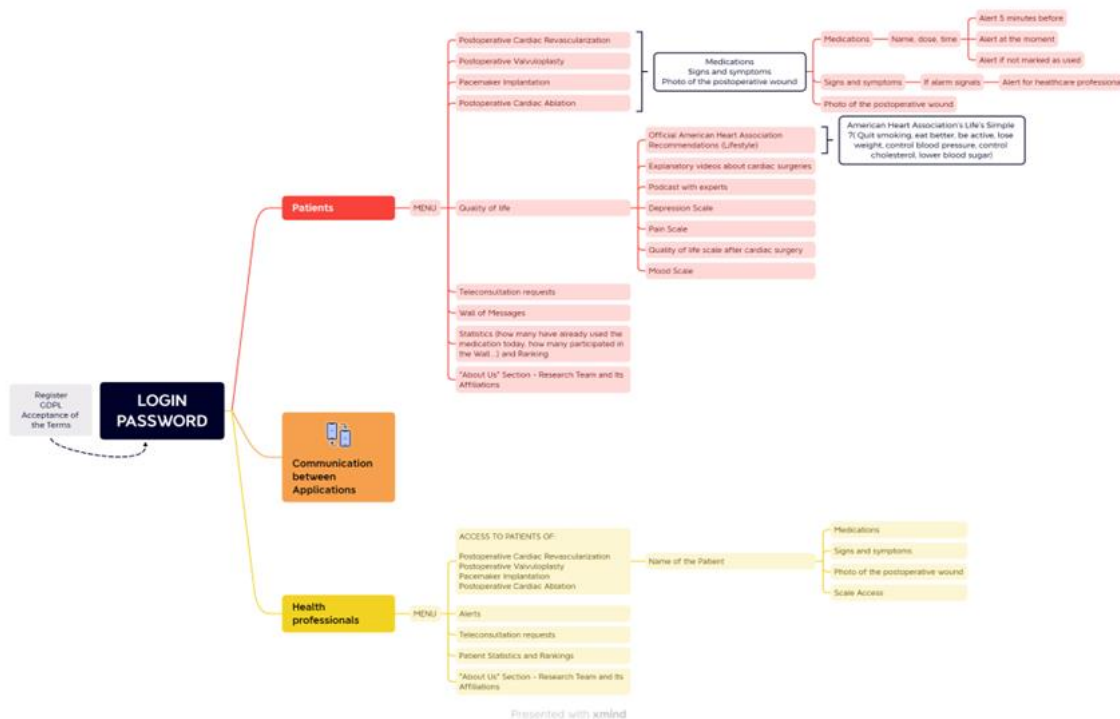 Register
GDPL
Acceptance of
the Terms
LOGIN
PASSWORD
Patients
MENU
Postoperative Cardiac Revascularization
Postoperative Valvuloplasty
Pacemaker Implantation
Postoperative Cardiac Ablation
Medications
Signs and symptoms
Photo of the postoperative wound
Medications
Name, dose, time
Alert 5 minutes before
Alert at the moment
Alert if not marked as used
Signs and symptoms
If alarm signals
Alert for healthcare professional
Photo of the postoperative wound
Quality of life
Official American Heart Association
Recommendations (Lifestyle)
American Heart Association's Life's Simple
7( Quit smoking, eat better, be active, lose
weight, control blood pressure, control
cholesterol, lower blood sugar)
Explanatory videos about cardiac surgeries
Podcast with experts
Depression Scale
Pain Scale
Quality of life scale after cardiac surgery
Mood Scale
Teleconsultation requests
Wall of Messages
Statistics (how many have already used the
medication today, how many participated in
the Wall...) and Ranking
"About Us" Section - Research Team and Its
Affiliations
Communication
between
Applications
Health
professionals
MENU
ACCESS TO PATIENTS OF:
Postoperative Cardiac Revascularization
Postoperative Valvuloplasty
Pacemaker Implantation
Postoperative Cardiac Ablation
Name of the Patient
Medications
Signs and symptoms
Photo of the postoperative wound
Scale Access
Alerts
Teleconsultation requests
Patient Statistics and Rankings
"About Us" Section - Research Team and Its
Affiliations
Presented with xmind